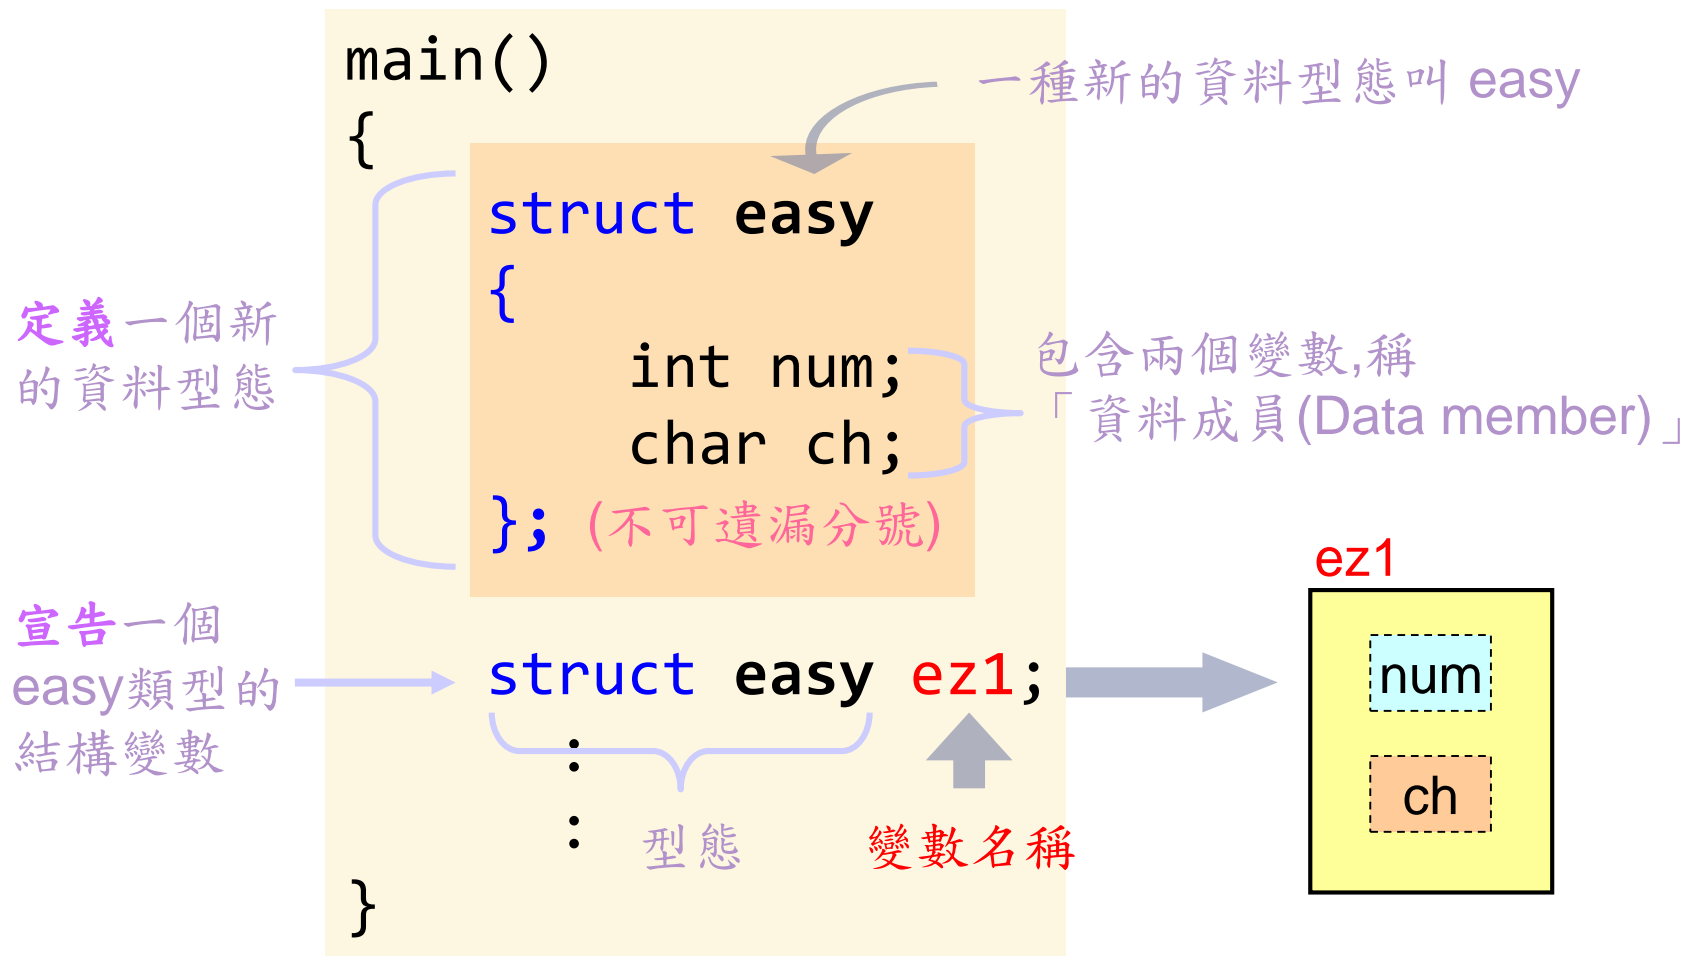 main()
{
一種新的資料型態叫 easy
struct easy
{
定義一個新
的資料型態
int num;
char ch;
包含兩個變數,稱
「資料成員(Data member)」
}; (不可遺漏分號)
宣告一個
easy類型的
結構變數
struct easy ez1;
:
:
型態
變數名稱
}
ez1
num
ch